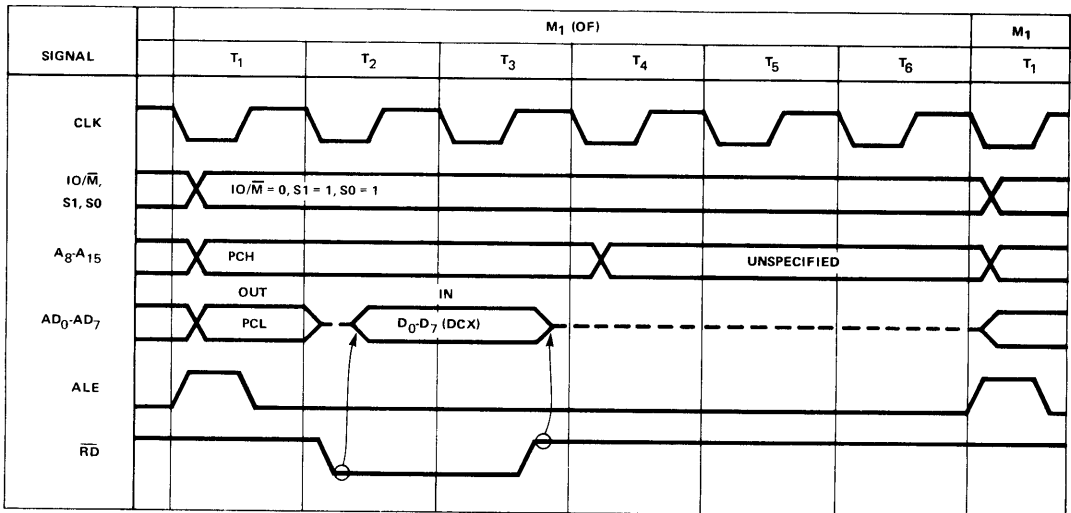 SIGNAL
M1 (OF)
M1
T1 T2 T3 T4 T5 T6 T1
CLK
IO/M̅,
S1, S0
IO/M̅ = 0, S1 = 1, S0 = 1
A8-A15
PCH
UNSPECIFIED
OUT
IN
AD0-AD7
PCL
D0-D7 (DCX)
ALE
R̅D̅